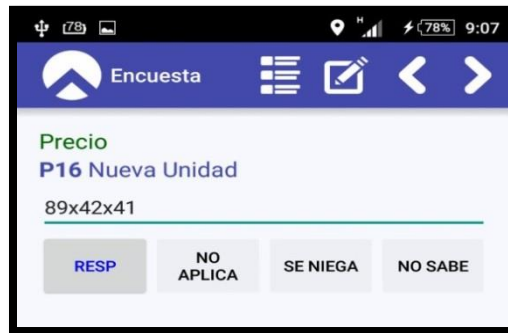 78 H 78% 9:07
Encuesta
Precio
P16 Nueva Unidad
89x42x41
RESP NO APLICA SE NIEGA NO SABE